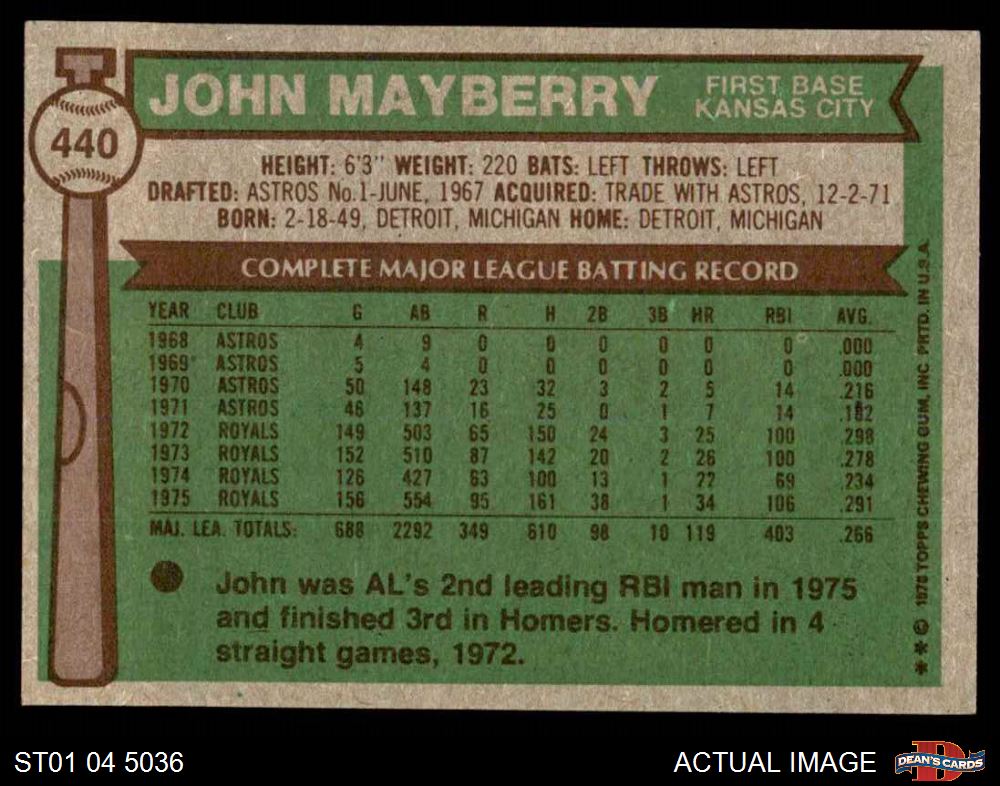 JOHN MAYBERRY FIRST BASE
KANSAS CITY
440
HEIGHT: 6'3" WEIGHT: 220 BATS: LEFT THROWS: LEFT
DRAFTED: ASTROS No.1-JUNE, 1967 ACQUIRED: TRADE WITH ASTROS, 12-2-71
BORN: 2-18-49, DETROIT, MICHIGAN HOME: DETROIT, MICHIGAN
COMPLETE MAJOR LEAGUE BATTING RECORD
YEAR CLUB G AB R H 2B 3B HR RBI AVG.
1968 ASTROS 4 9 0 0 0 0 0 0 .000
1969 ASTROS 5 4 0 0 0 0 0 0 .000
1970 ASTROS 50 148 23 32 3 2 5 14 .216
1971 ASTROS 46 137 16 25 0 1 7 14 .182
1972 ROYALS 149 503 65 150 24 3 25 100 .298
1973 ROYALS 152 510 87 142 20 2 26 100 .278
1974 ROYALS 126 427 63 100 13 1 22 69 .234
1975 ROYALS 156 554 95 161 38 1 34 106 .291
MAJ. LEA. TOTALS: 688 2292 349 610 98 10 119 403 .266
John was AL's 2nd leading RBI man in 1975
and finished 3rd in Homers. Homered in 4
straight games, 1972.
** © 1976 TOPPS CHEWING GUM, INC PRTD. IN U.S.A.
ST01 04 5036 ACTUAL IMAGE D
DEAN'S CARDS